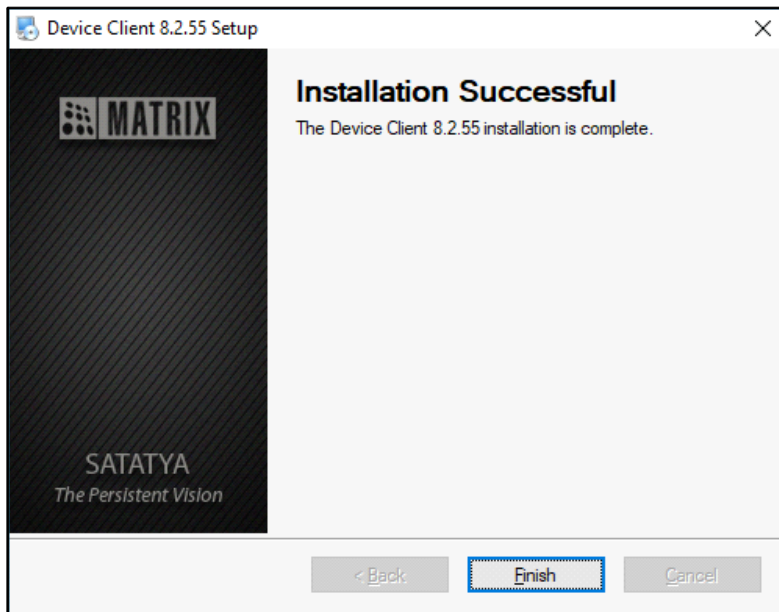 Device Client 8.2.55 Setup
MATRIX
Installation Successful
The Device Client 8.2.55 installation is complete.
SATATYA
The Persistent Vision
< Back
Finish
Cancel